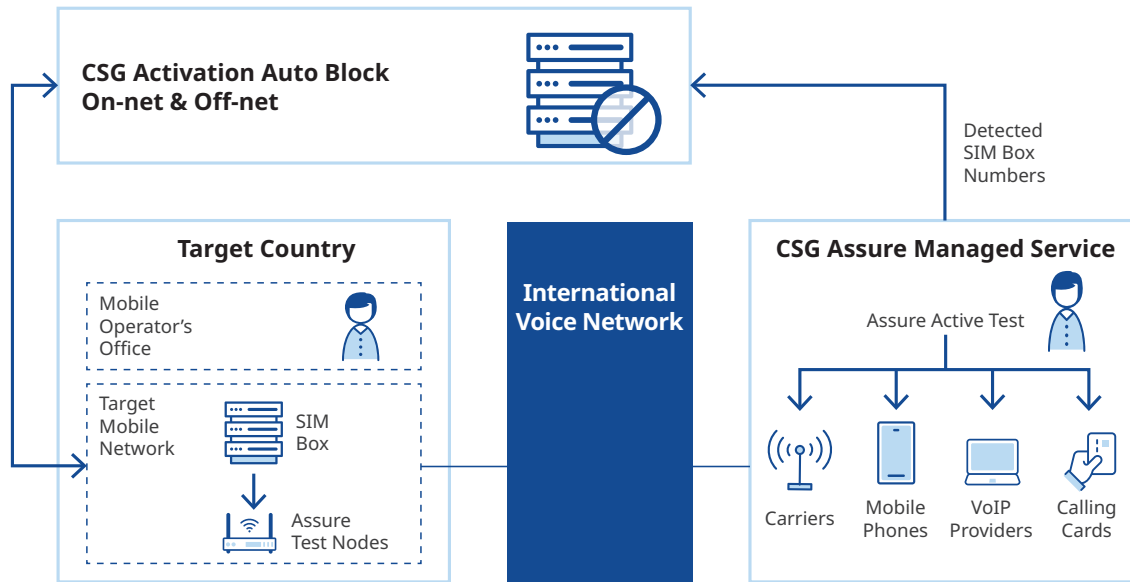 CSG Activation Auto Block
On-net & Off-net
Detected
SIM Box
Numbers
Target Country
Mobile
Operator’s
Office
Target
Mobile
Network
SIM
Box
Assure
Test Nodes
International
Voice Network
CSG Assure Managed Service
Assure Active Test
Carriers
Mobile
Phones
VoIP
Providers
Calling
Cards